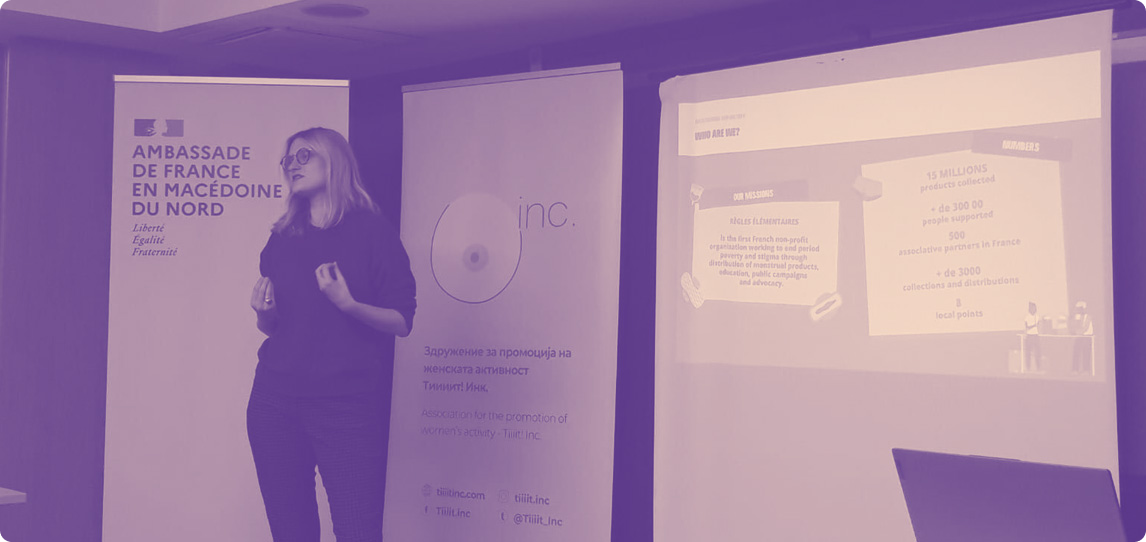 AMBASSADE
DE FRANCE
EN MACÉDOINE
DU NORD
Liberté
Égalité
Fraternité
inc.
Здружение за промоција на
женската активност
Тииииt! Инк.
Association for the promotion of
women's activity - Tiiiit! Inc.
tiiiitinc.com
tiiiit.inc
Tiiiit.Inc
@Tiiiit_Inc
WHO ARE WE?
OUR MISSIONS
RÈGLES ÉLÉMENTAIRES
Is the first French non-profit
organisation working to end period
poverty and stigma through
distribution of menstrual products,
education, public campaigns
and advocacy.
NUMBERS
15 MILLIONS
products collected
+ de 300 00
people supported
500
associative partners in France
+ de 3000
collections and distributions
8
local points